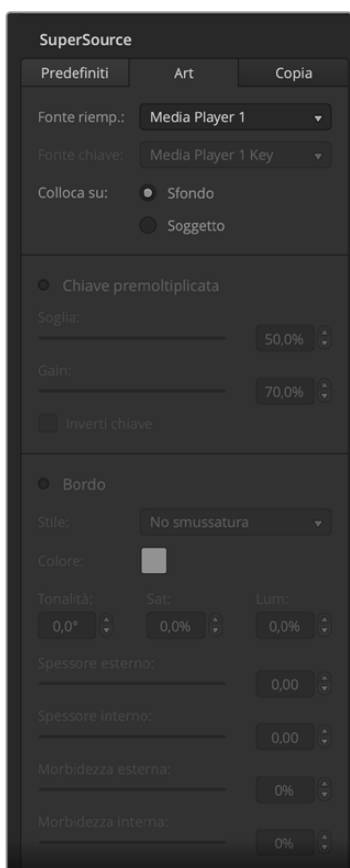 SuperSource
Predefiniti Art Copia
Fonte riemp.: Media Player 1
Fonte chiave: Media Player 1 Key
Colloca su: Sfondo
Soggetto
Chiave premoltiplicata
Soglia:
50,0%
Gain:
70,0%
Inverti chiave
Bordo
Stile: No smussatura
Colore:
Tonalità: Sat: Lum:
0,0° 0,0% 0,0%
Spessore esterno:
0,00
Spessore interno:
0,00
Morbidezza esterna:
0%
Morbidezza interna:
0%